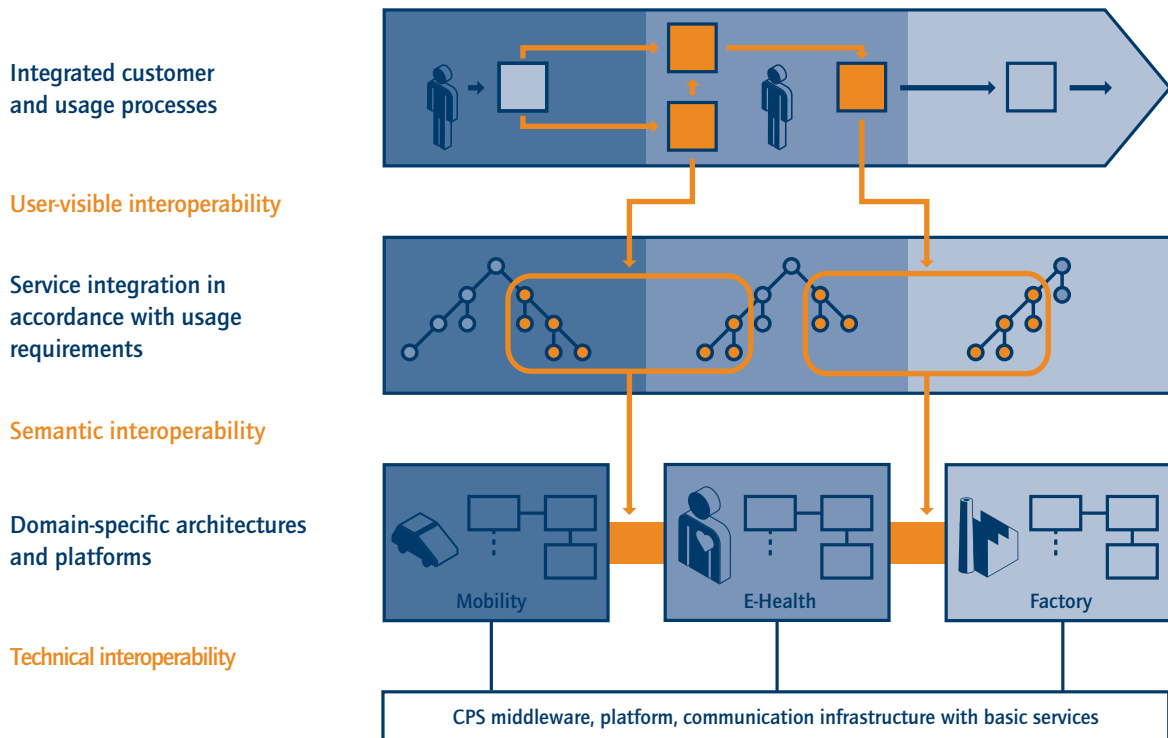 Integrated customer
and usage processes
User-visible interoperability
Service integration in
accordance with usage
requirements
Semantic interoperability
Domain-specific architectures
and platforms
Mobility
E-Health
Factory
Technical interoperability
CPS middleware, platform, communication infrastructure with basic services